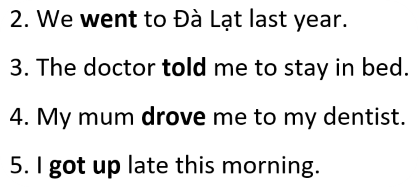 2. We went to Đà Lạt last year.
3. The doctor told me to stay in bed.
4. My mum drove me to my dentist.
5. I got up late this morning.